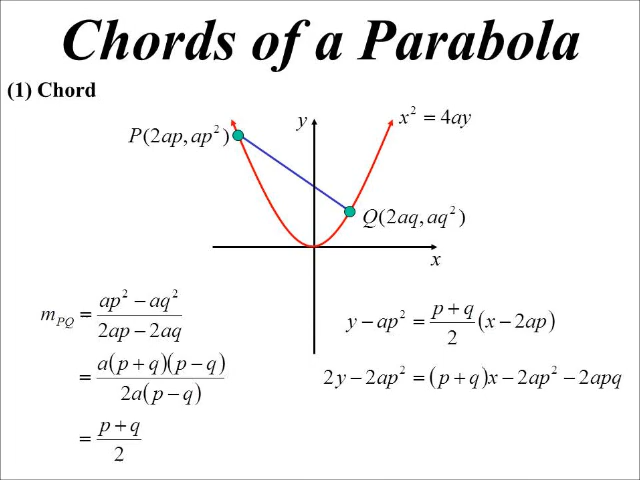 Chords of a Parabola
(1) Chord
y
x² = 4ay
P(2ap, ap²)
Q(2aq, aq²)
x
m_PQ = (ap² − aq²)/(2ap − 2aq)
= a(p + q)(p − q)/2a(p − q)
= (p + q)/2
y − ap² = (p + q)/2 (x − 2ap)
2y − 2ap² = (p + q)x − 2ap² − 2apq